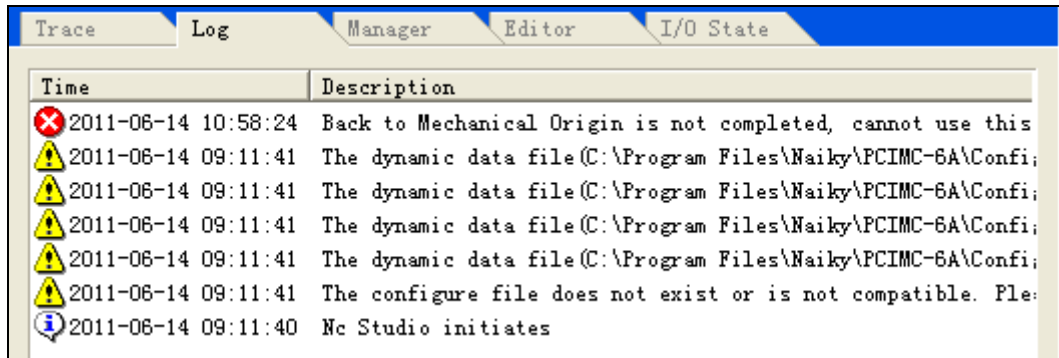 Trace Log Manager Editor I/O State
Time Description
2011-06-14 10:58:24 Back to Mechanical Origin is not completed, cannot use this
2011-06-14 09:11:41 The dynamic data file(C:\Program Files\Naiky\PCIMC-6A\Confi
2011-06-14 09:11:41 The dynamic data file(C:\Program Files\Naiky\PCIMC-6A\Confi
2011-06-14 09:11:41 The dynamic data file(C:\Program Files\Naiky\PCIMC-6A\Confi
2011-06-14 09:11:41 The dynamic data file(C:\Program Files\Naiky\PCIMC-6A\Confi
2011-06-14 09:11:41 The configure file does not exist or is not compatible. Ple
2011-06-14 09:11:40 Nc Studio initiates